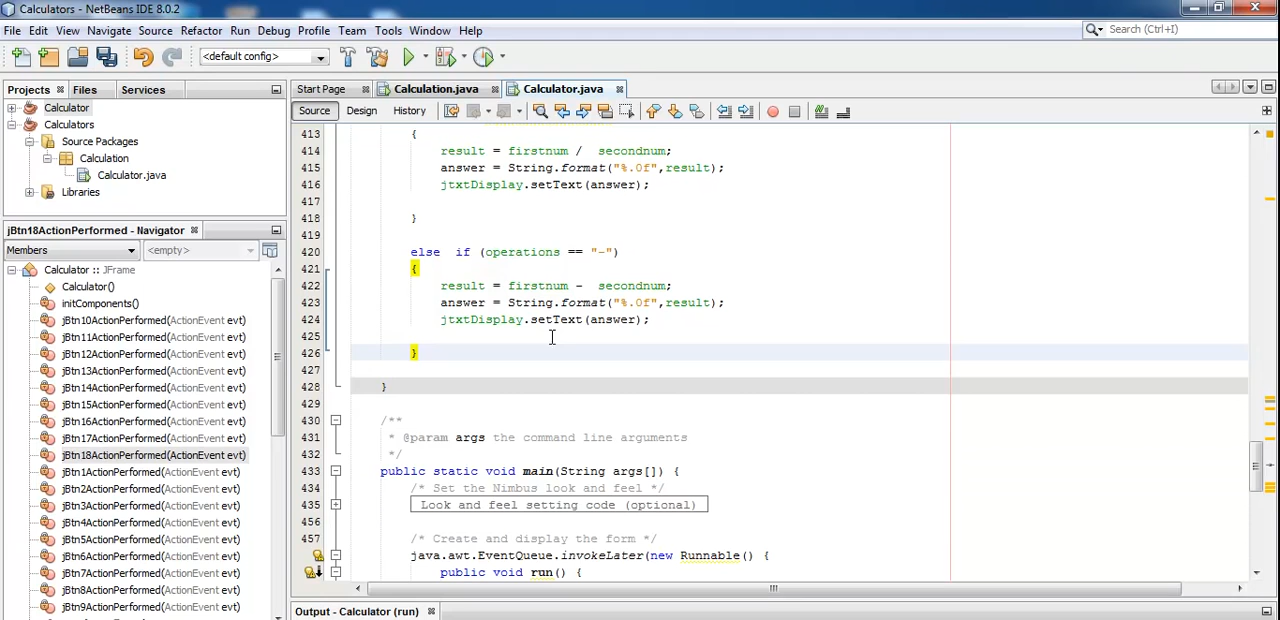 Calculators - NetBeans IDE 8.0.2
File Edit View Navigate Source Refactor Run Debug Profile Team Tools Window Help
Search (Ctrl+I)
<default config>
Projects Files Services
Start Page Calculation.java Calculator.java
Calculator
Calculators
Source Packages
Calculation
Calculator.java
Libraries
Source Design History
jBtn18ActionPerformed - Navigator
Members <empty>
Calculator :: JFrame
Calculator()
initComponents()
jBtn10ActionPerformed(ActionEvent evt)
jBtn11ActionPerformed(ActionEvent evt)
jBtn12ActionPerformed(ActionEvent evt)
jBtn13ActionPerformed(ActionEvent evt)
jBtn14ActionPerformed(ActionEvent evt)
jBtn15ActionPerformed(ActionEvent evt)
jBtn16ActionPerformed(ActionEvent evt)
jBtn17ActionPerformed(ActionEvent evt)
jBtn18ActionPerformed(ActionEvent evt)
jBtn1ActionPerformed(ActionEvent evt)
jBtn2ActionPerformed(ActionEvent evt)
jBtn3ActionPerformed(ActionEvent evt)
jBtn4ActionPerformed(ActionEvent evt)
jBtn5ActionPerformed(ActionEvent evt)
jBtn6ActionPerformed(ActionEvent evt)
jBtn7ActionPerformed(ActionEvent evt)
jBtn8ActionPerformed(ActionEvent evt)
jBtn9ActionPerformed(ActionEvent evt)
413 {
414 result = firstnum /  secondnum;
415 answer = String.format("%.0f",result);
416 jtxtDisplay.setText(answer);
417
418 }
419
420 else  if (operations == "-")
421 {
422 result = firstnum -  secondnum;
423 answer = String.format("%.0f",result);
424 jtxtDisplay.setText(answer);
425
426 }
427
428 }
429
430 /**
431 * @param args the command line arguments
432 */
433 public static void main(String args[]) {
434 /* Set the Nimbus look and feel */
435 Look and feel setting code (optional)
456
457 /* Create and display the form */
java.awt.EventQueue.invokeLater(new Runnable() {
public void run() {
Output - Calculator (run)